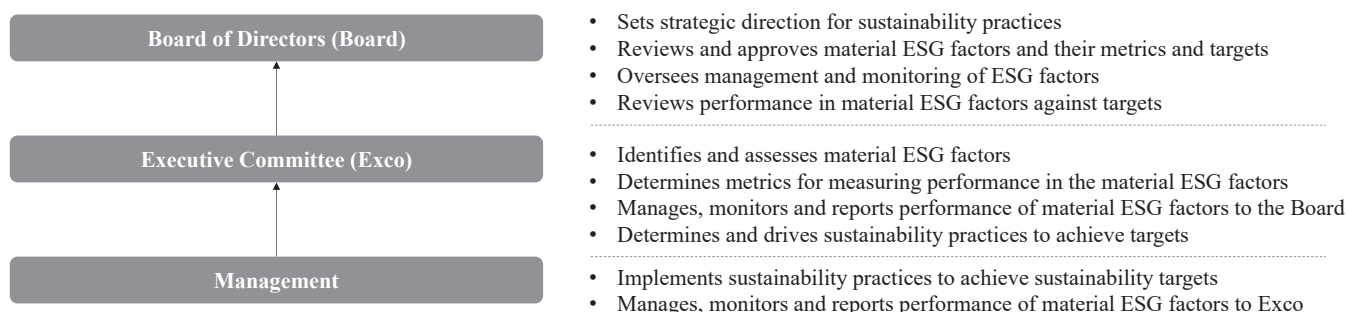 Board of Directors (Board)
• Sets strategic direction for sustainability practices
• Reviews and approves material ESG factors and their metrics and targets
• Oversees management and monitoring of ESG factors
• Reviews performance in material ESG factors against targets
Executive Committee (Exco)
• Identifies and assesses material ESG factors
• Determines metrics for measuring performance in the material ESG factors
• Manages, monitors and reports performance of material ESG factors to the Board
• Determines and drives sustainability practices to achieve targets
Management
• Implements sustainability practices to achieve sustainability targets
• Manages, monitors and reports performance of material ESG factors to Exco